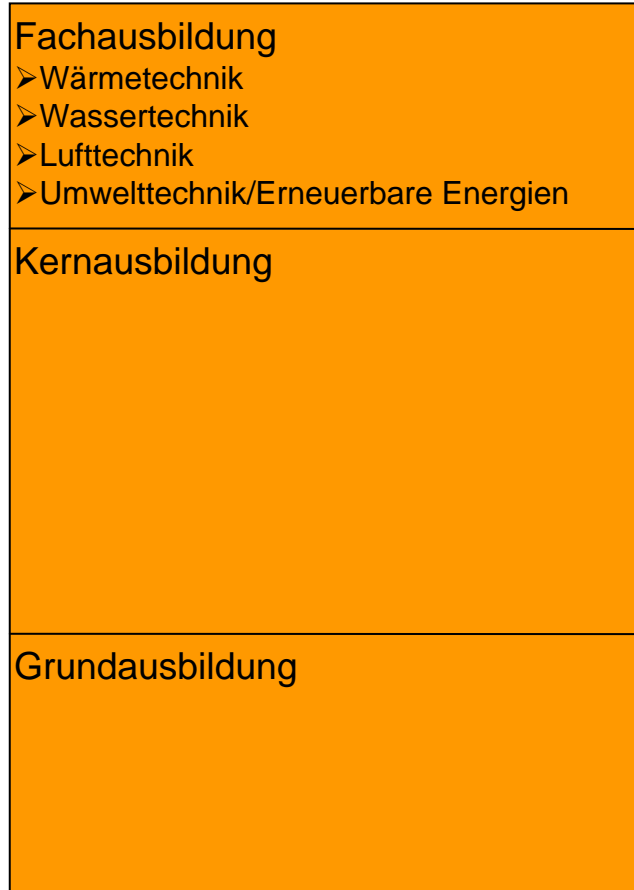 Fachausbildung
➢Wärmetechnik
➢Wassertechnik
➢Lufttechnik
➢Umwelttechnik/Erneuerbare Energien
Kernausbildung
Grundausbildung